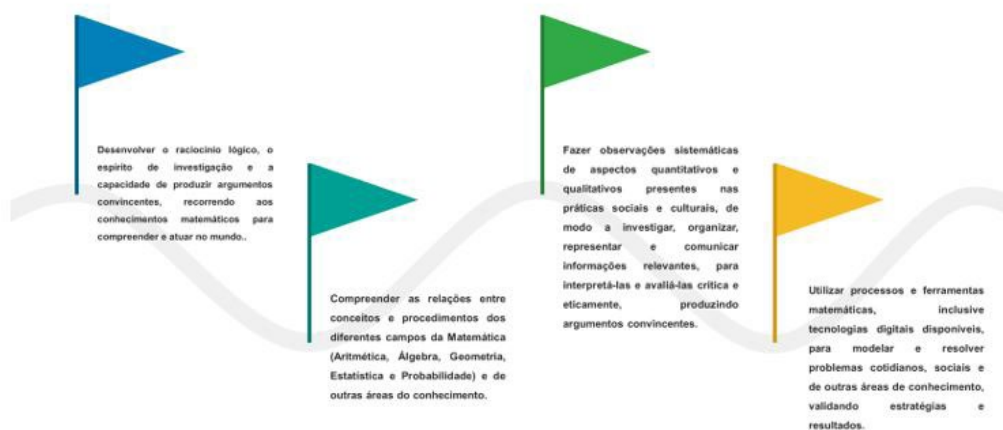 Desenvolver o raciocínio lógico, o
espírito de investigação e a
capacidade de produzir argumentos
convincentes, recorrendo aos
conhecimentos matemáticos para
compreender e atuar no mundo..
Compreender as relações entre
conceitos e procedimentos dos
diferentes campos da Matemática
(Aritmética, Álgebra, Geometria,
Estatística e Probabilidade) e de
outras áreas do conhecimento.
Fazer observações sistemáticas
de aspectos quantitativos e
qualitativos presentes nas
práticas sociais e culturais, de
modo a investigar, organizar,
representar e comunicar
informações relevantes, para
interpretá-las e avaliá-las crítica e
eticamente, produzindo
argumentos convincentes.
Utilizar processos e ferramentas
matemáticas, inclusive
tecnologias digitais disponíveis,
para modelar e resolver
problemas cotidianos, sociais e
de outras áreas de conhecimento,
validando estratégias e
resultados.